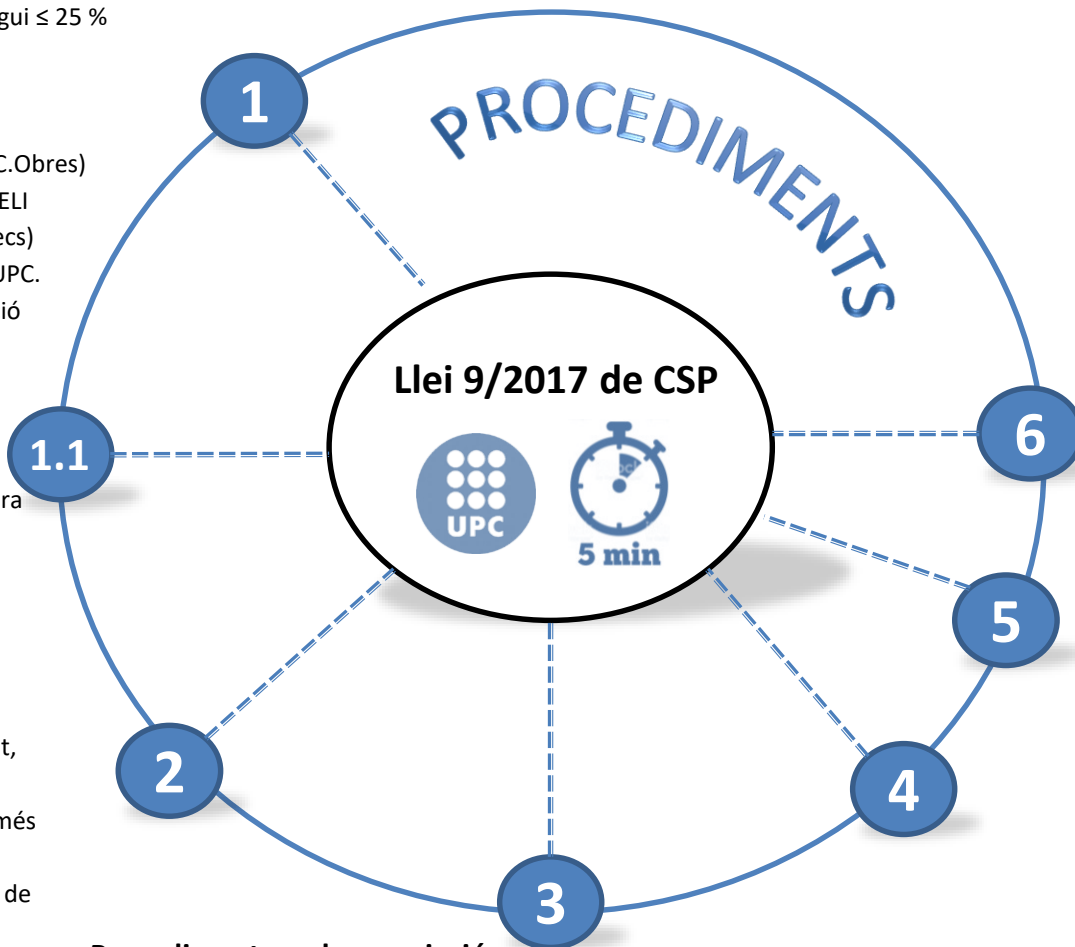 gui ≤ 25 %
1
PROCEDIMENTS
C.Obres)
ELI
ecs)
UPC.
ió
Llei 9/2017 de CSP
6
1.1
ra
UPC
5 min
5
t,
2
4
més
de
3